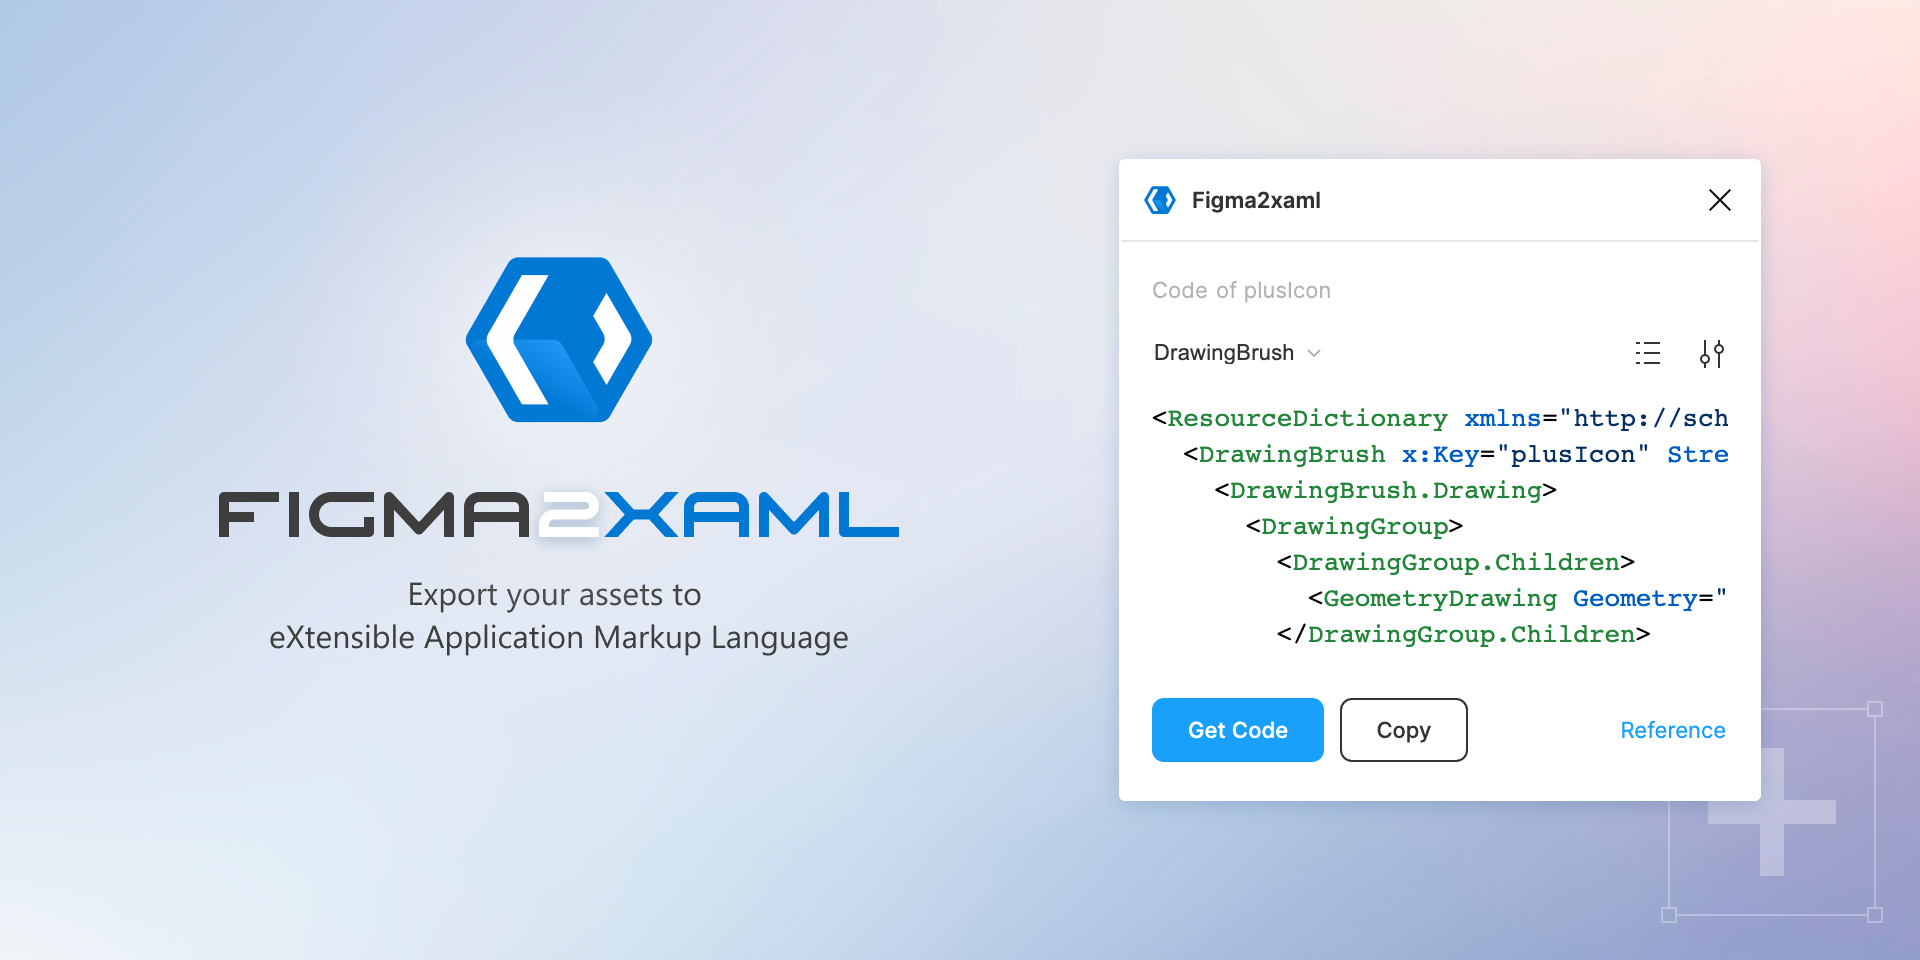 FIGMA2XAML
Export your assets to
eXtensible Application Markup Language
Figma2xaml
Code of plusIcon
DrawingBrush
<ResourceDictionary xmlns="http://sch
<DrawingBrush x:Key="plusIcon" Stre
<DrawingBrush.Drawing>
<DrawingGroup>
<DrawingGroup.Children>
<GeometryDrawing Geometry="
</DrawingGroup.Children>
Get Code
Copy
Reference